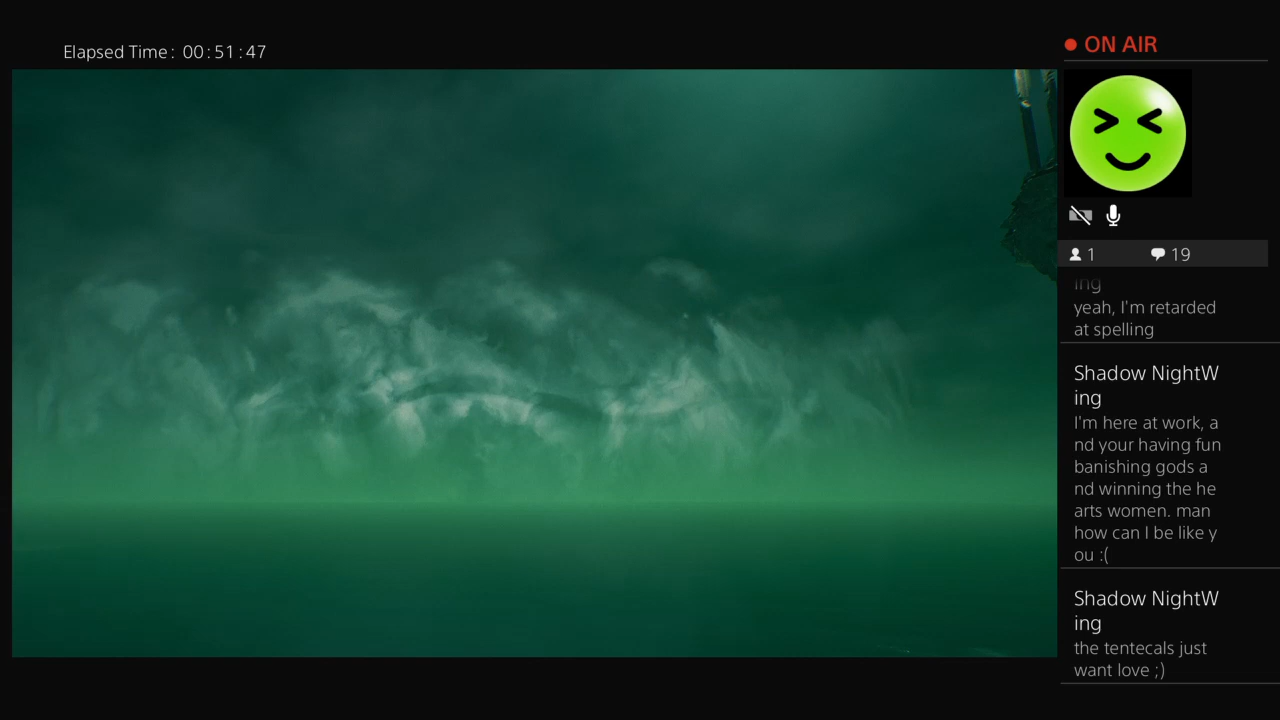 Elapsed Time: 00:51:47
ON AIR
1
19
ing
yeah, I'm retarded
at spelling
Shadow NightW
ing
I'm here at work, a
nd your having fun
banishing gods a
nd winning the he
arts women. man
how can I be like y
ou :(
Shadow NightW
ing
the tentecals just
want love ;)